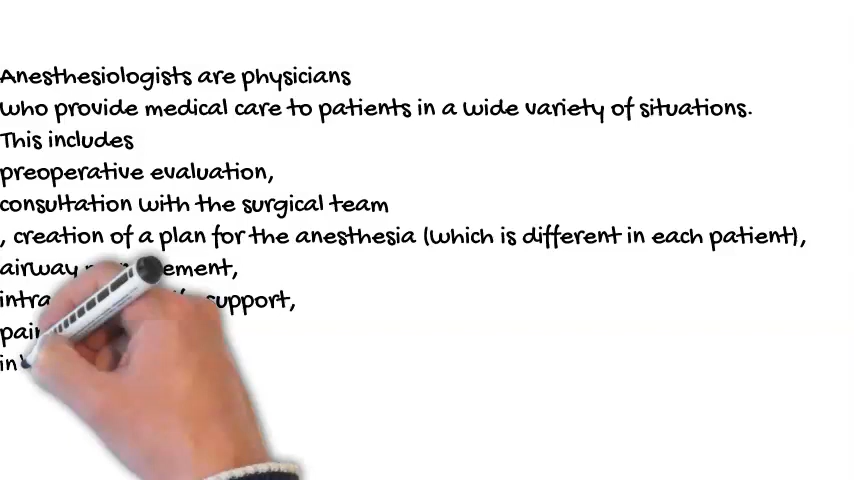 Anesthesiologists are physicians
who provide medical care to patients in a wide variety of situations.
This includes
preoperative evaluation,
consultation with the surgical team
, creation of a plan for the anesthesia (which is different in each patient),
airway
support,